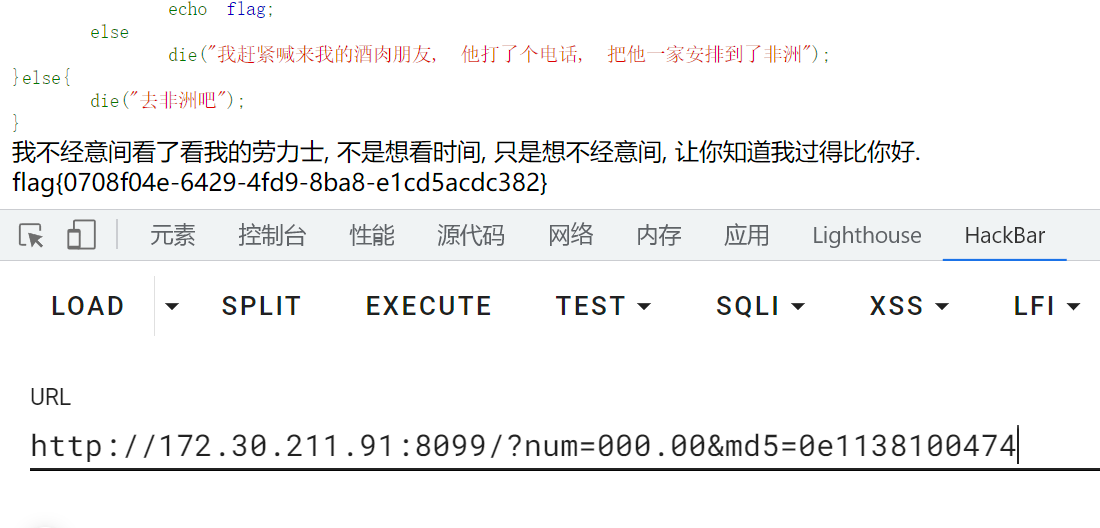 echo flag;
else
die("我赶紧喊来我的酒肉朋友, 他打了个电话, 把他一家安排到了非洲");
}else{
die("去非洲吧");
}
我不经意间看了看我的劳力士, 不是想看时间, 只是想不经意间, 让你知道我过得比你好.
flag{0708f04e-6429-4fd9-8ba8-e1cd5acdc382}
元素 控制台 性能 源代码 网络 内存 应用 Lighthouse HackBar
LOAD SPLIT EXECUTE TEST SQLI XSS LFI
URL
http://172.30.211.91:8099/?num=000.00&md5=0e1138100474